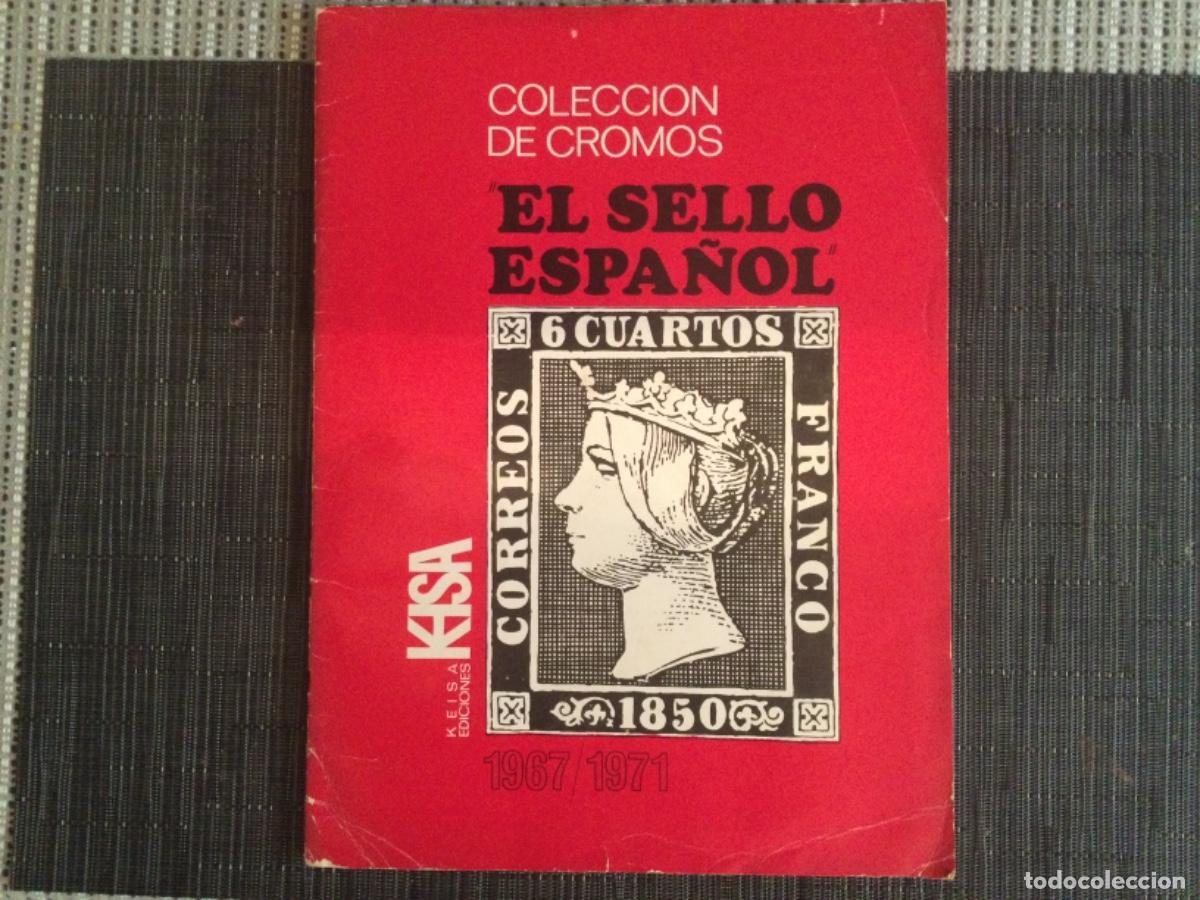 COLECCION
DE CROMOS
"EL SELLO
ESPAÑOL"
6 CUARTOS
CORREOS
FRANCO
1850
KEISA
KEISA
EDICIONES
1967/1971
todocoleccion